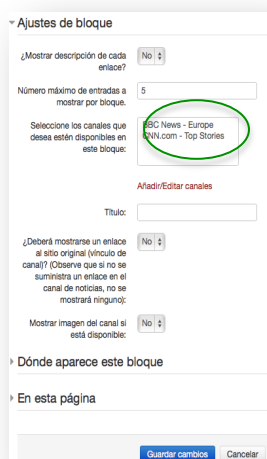 Ajustes de bloque
¿Mostrar descripción de cada
enlace?
No
Número máximo de entradas a
mostrar por bloque.
5
Seleccione los canales que
desea estén disponibles en
este bloque:
BBC News - Europe
CNN.com - Top Stories
Añadir/Editar canales
Título:
¿Deberá mostrarse un enlace
al sitio original (vínculo de
canal)? (Observe que si no se
suministra un enlace en el
canal de noticias, no se
mostrará ninguno):
No
Mostrar imagen del canal si
está disponible:
No
Dónde aparece este bloque
En esta página
Guardar cambios
Cancelar